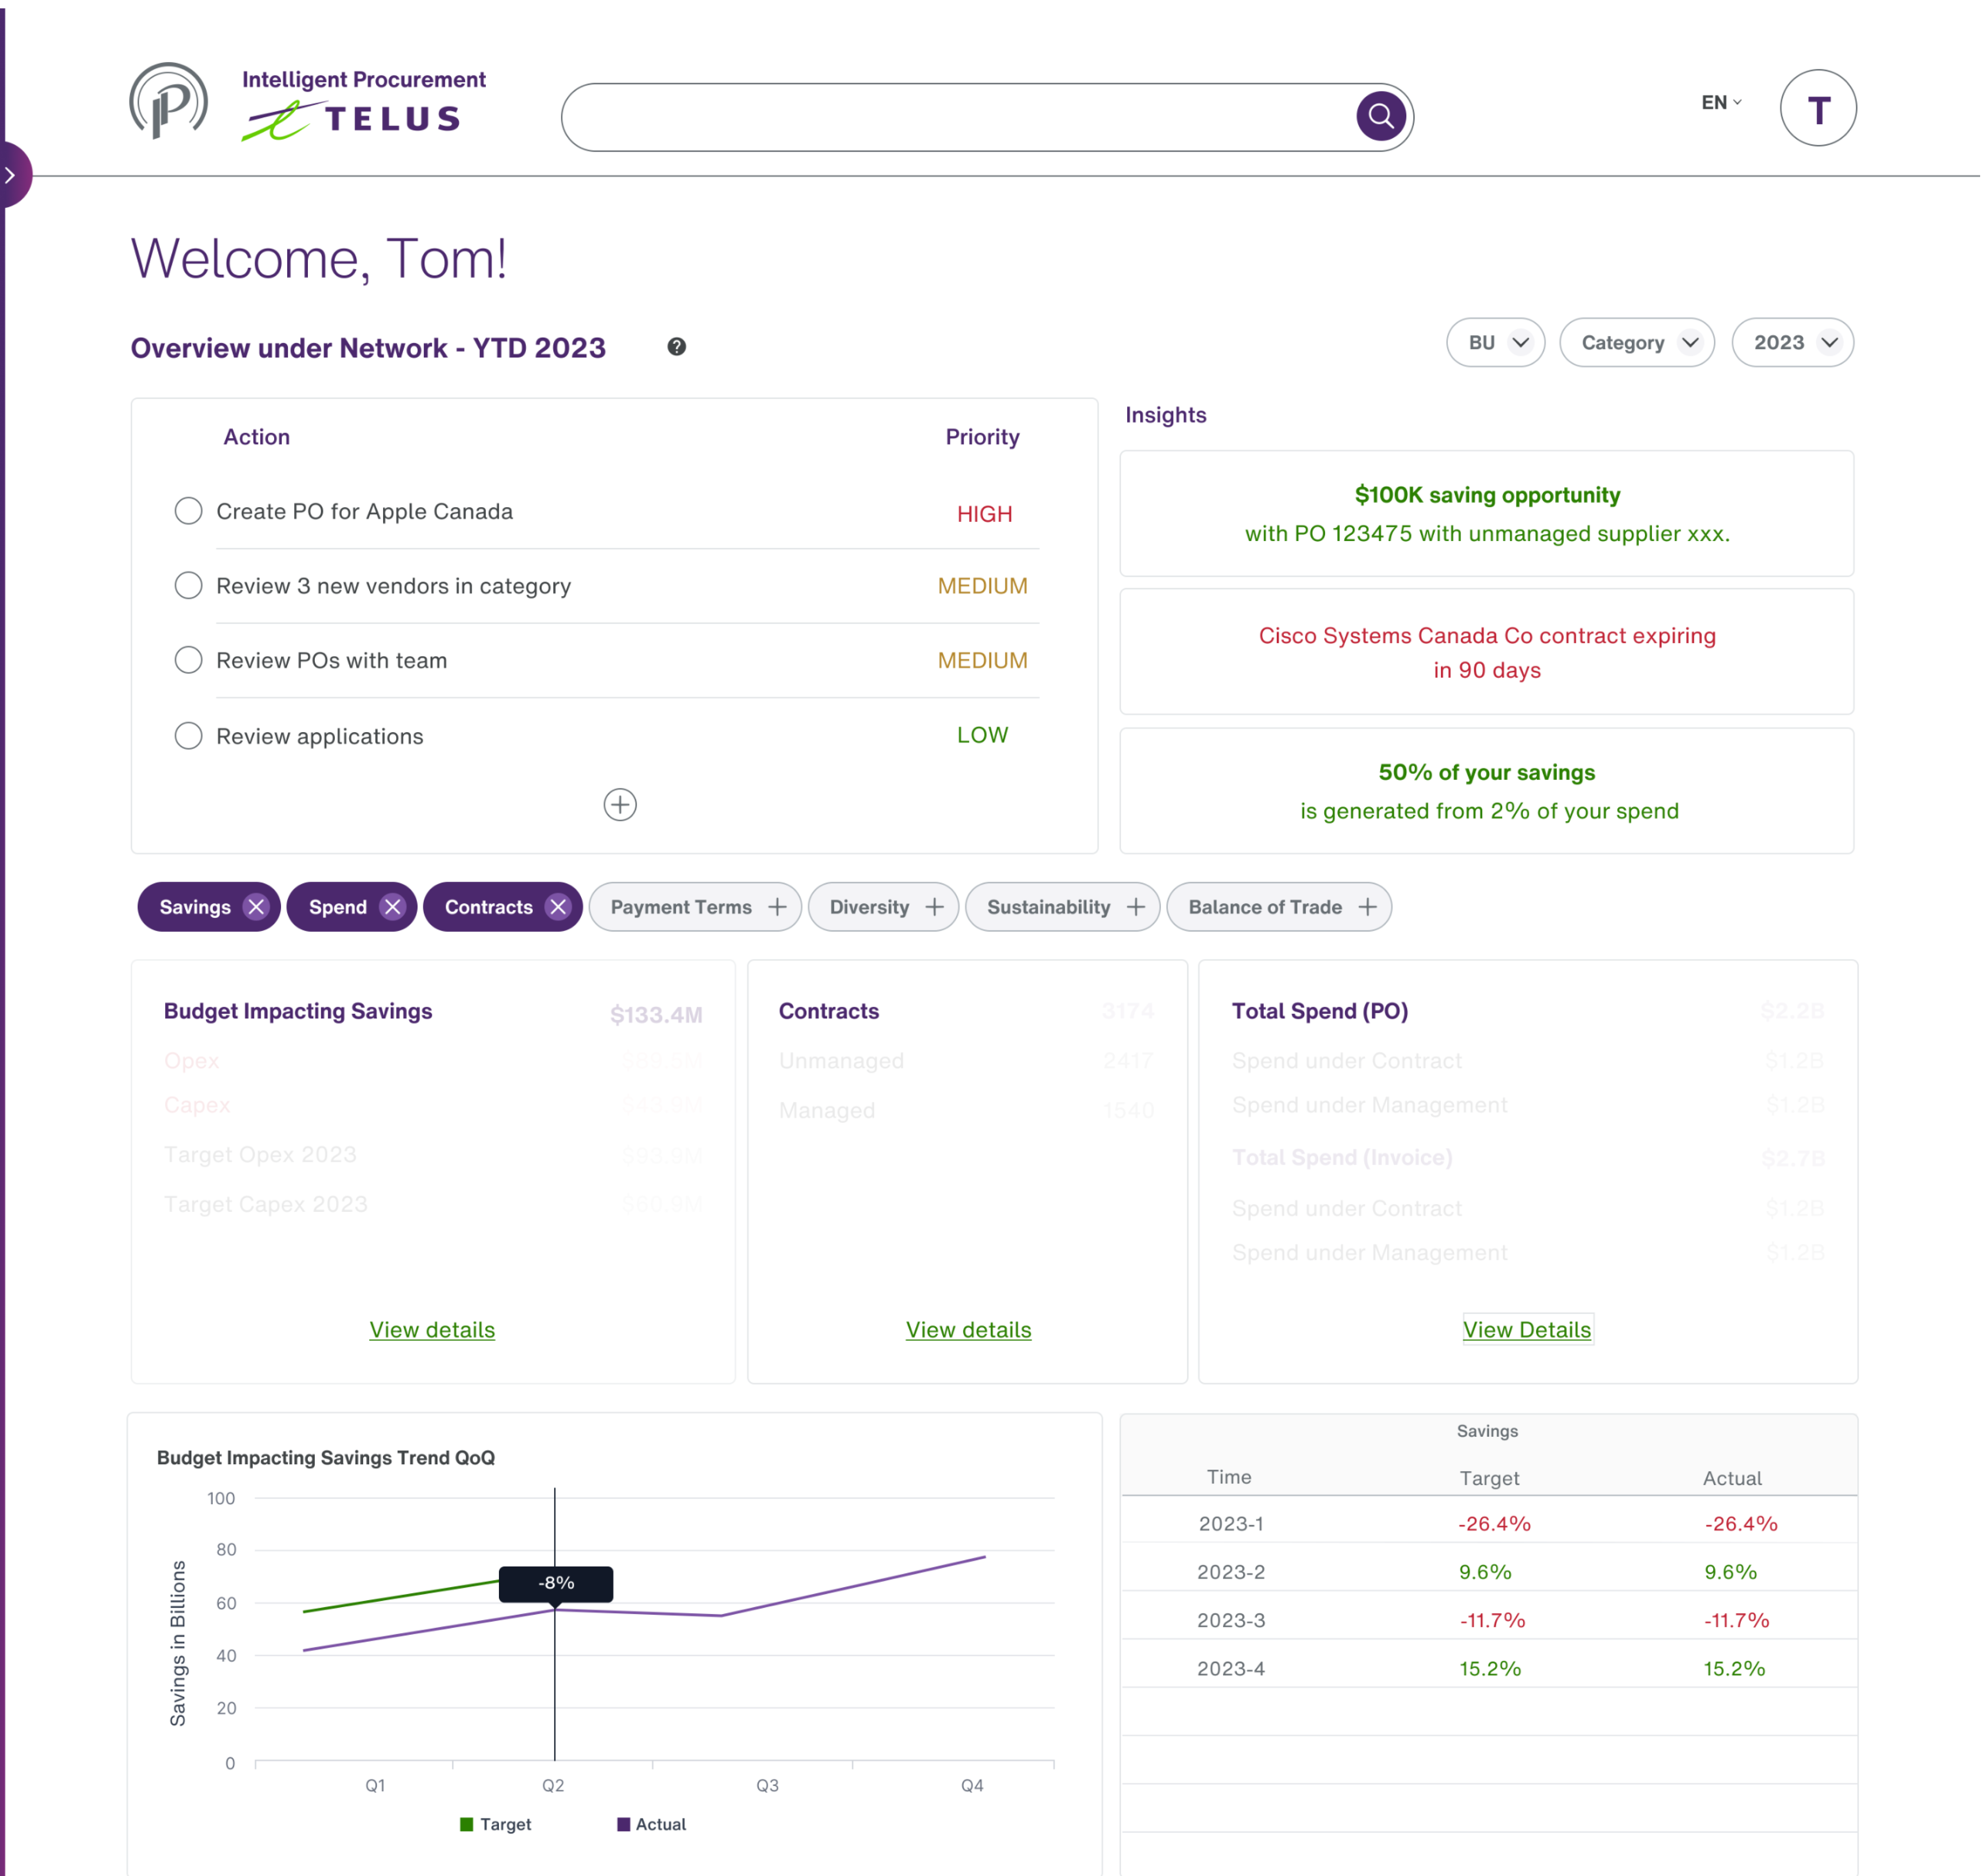 Intelligent Procurement
TELUS
EN
T
Welcome, Tom!
Overview under Network - YTD 2023
?
BU
Category
2023
Action Priority
Create PO for Apple Canada HIGH
Review 3 new vendors in category MEDIUM
Review POs with team MEDIUM
Review applications LOW
Insights
$100K saving opportunity
with PO 123475 with unmanaged supplier xxx.
Cisco Systems Canada Co contract expiring
in 90 days
50% of your savings
is generated from 2% of your spend
Savings
Spend
Contracts
Payment Terms
Diversity
Sustainability
Balance of Trade
Budget Impacting Savings $133.4M
Opex
Capex
Target Opex 2023
Target Capex 2023
View details
Contracts 3174
Unmanaged 2417
Managed 1540
View details
Total Spend (PO) $2.2B
Spend under Contract $1.2B
Spend under Management $1.2B
Total Spend (Invoice) $2.7B
Spend under Contract $1.2B
Spend under Management $1.2B
View Details
Budget Impacting Savings Trend QoQ
Savings in Billions
100
80
60
40
20
0
-8%
Q1 Q2 Q3 Q4
Target Actual
Savings
Time Target Actual
2023-1 -26.4% -26.4%
2023-2 9.6% 9.6%
2023-3 -11.7% -11.7%
2023-4 15.2% 15.2%